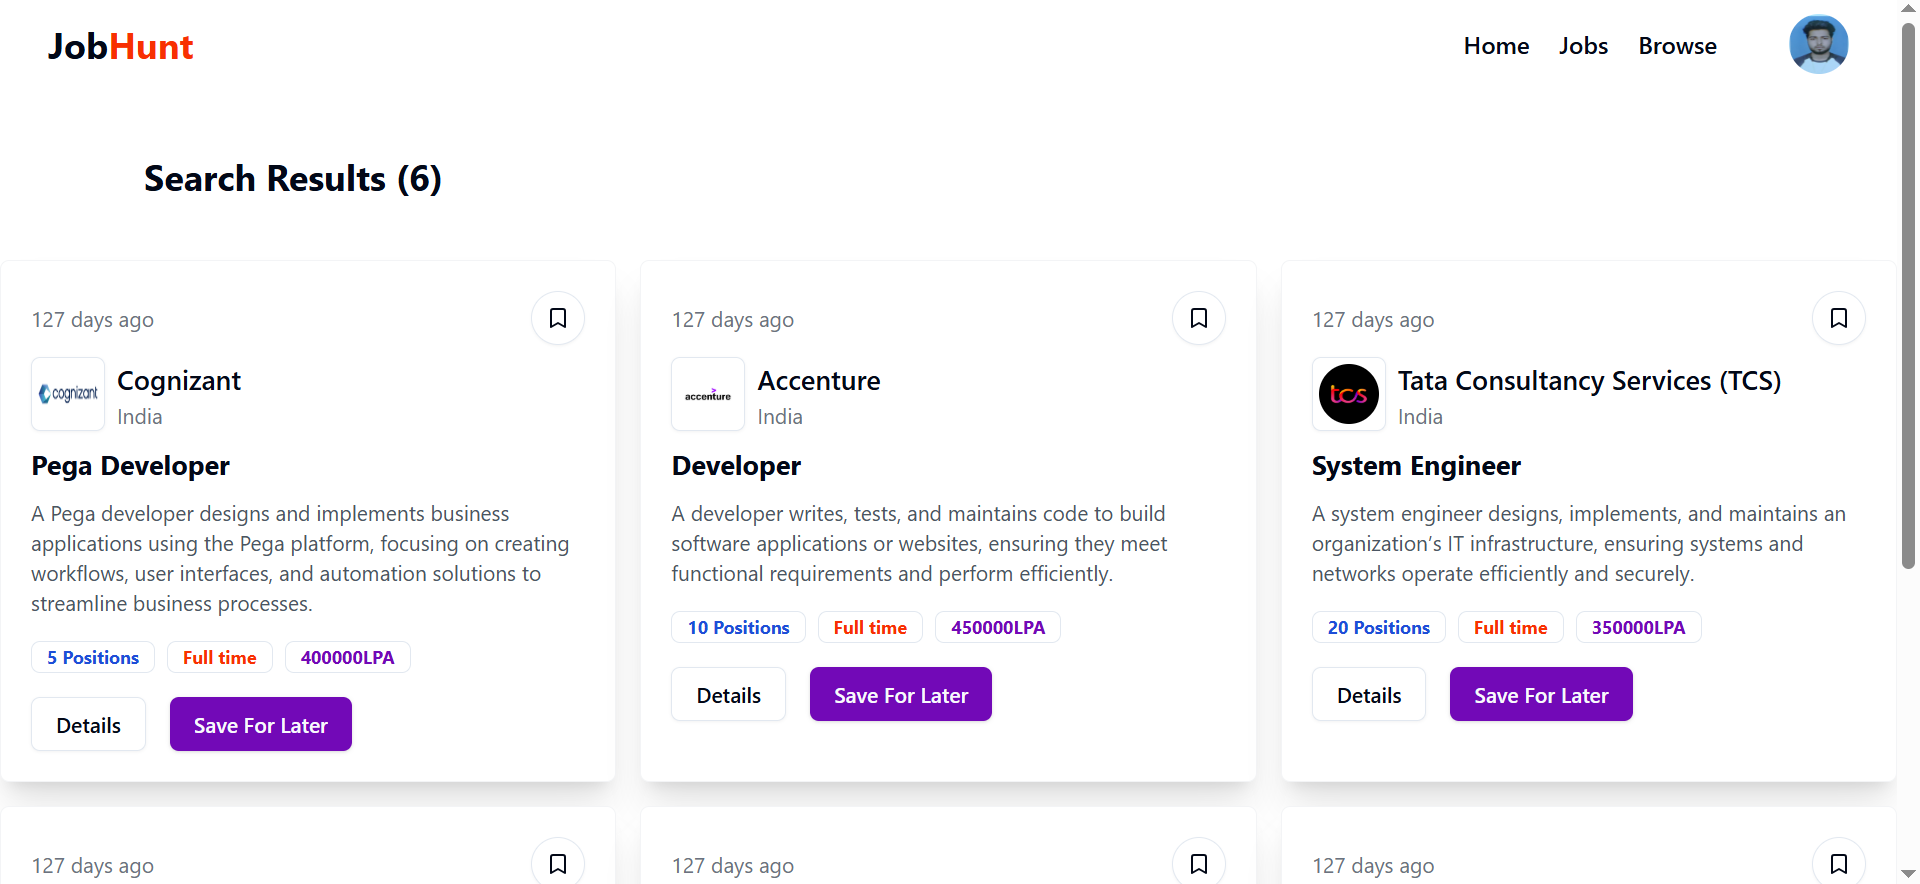 JobHunt
Home
Jobs
Browse
Search Results (6)
127 days ago
cognizant
Cognizant
India
Pega Developer
A Pega developer designs and implements business
applications using the Pega platform, focusing on creating
workflows, user interfaces, and automation solutions to
streamline business processes.
5 Positions
Full time
400000LPA
Details
Save For Later
127 days ago
accenture
Accenture
India
Developer
A developer writes, tests, and maintains code to build
software applications or websites, ensuring they meet
functional requirements and perform efficiently.
10 Positions
Full time
450000LPA
Details
Save For Later
127 days ago
tcs
Tata Consultancy Services (TCS)
India
System Engineer
A system engineer designs, implements, and maintains an
organization’s IT infrastructure, ensuring systems and
networks operate efficiently and securely.
20 Positions
Full time
350000LPA
Details
Save For Later
127 days ago
127 days ago
127 days ago